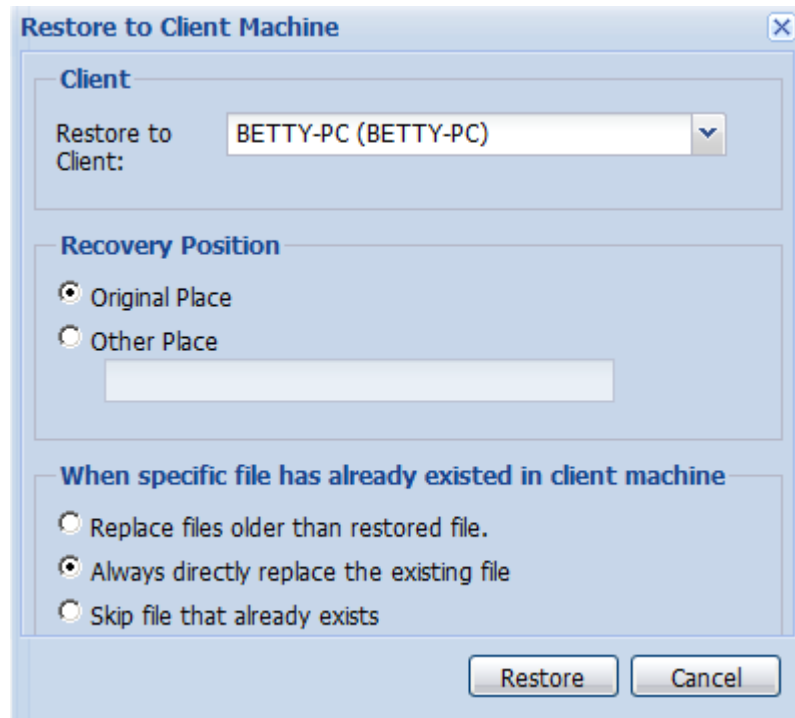 Restore to Client Machine
Client
Restore to
Client:
BETTY-PC (BETTY-PC)
Recovery Position
Original Place
Other Place
When specific file has already existed in client machine
Replace files older than restored file.
Always directly replace the existing file
Skip file that already exists
Restore
Cancel